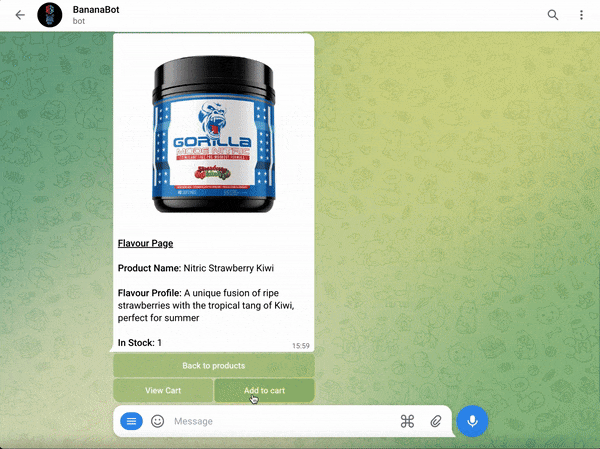 BananaBot
bot
GORILLA
MODE NITRIC
Flavour Page
Product Name: Nitric Strawberry Kiwi
Flavour Profile: A unique fusion of ripe
strawberries with the tropical tang of Kiwi,
perfect for summer
In Stock: 1
15:59
Back to products
View Cart
Add to cart
Message